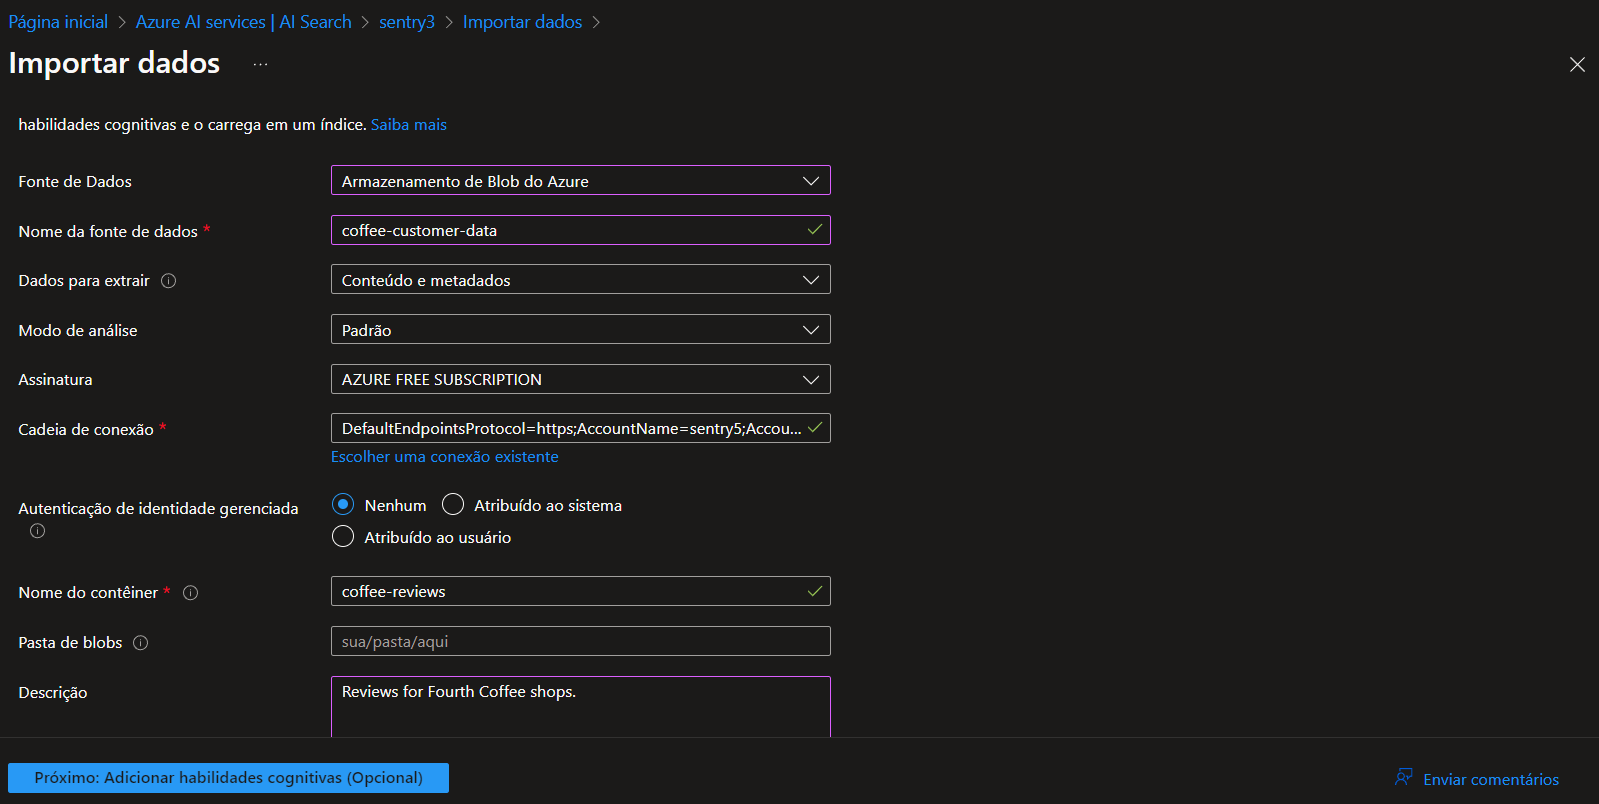 Página inicial > Azure AI services | AI Search > sentry3 > Importar dados >
Importar dados ...
habilidades cognitivas e o carrega em um índice. Saiba mais
Fonte de Dados
Armazenamento de Blob do Azure
Nome da fonte de dados *
coffee-customer-data
Dados para extrair
Conteúdo e metadados
Modo de análise
Padrão
Assinatura
AZURE FREE SUBSCRIPTION
Cadeia de conexão *
DefaultEndpointsProtocol=https;AccountName=sentry5;Accou...
Escolher uma conexão existente
Autenticação de identidade gerenciada
Nenhum
Atribuído ao sistema
Atribuído ao usuário
Nome do contêiner *
coffee-reviews
Pasta de blobs
sua/pasta/aqui
Descrição
Reviews for Fourth Coffee shops.
Próximo: Adicionar habilidades cognitivas (Opcional)
Enviar comentários